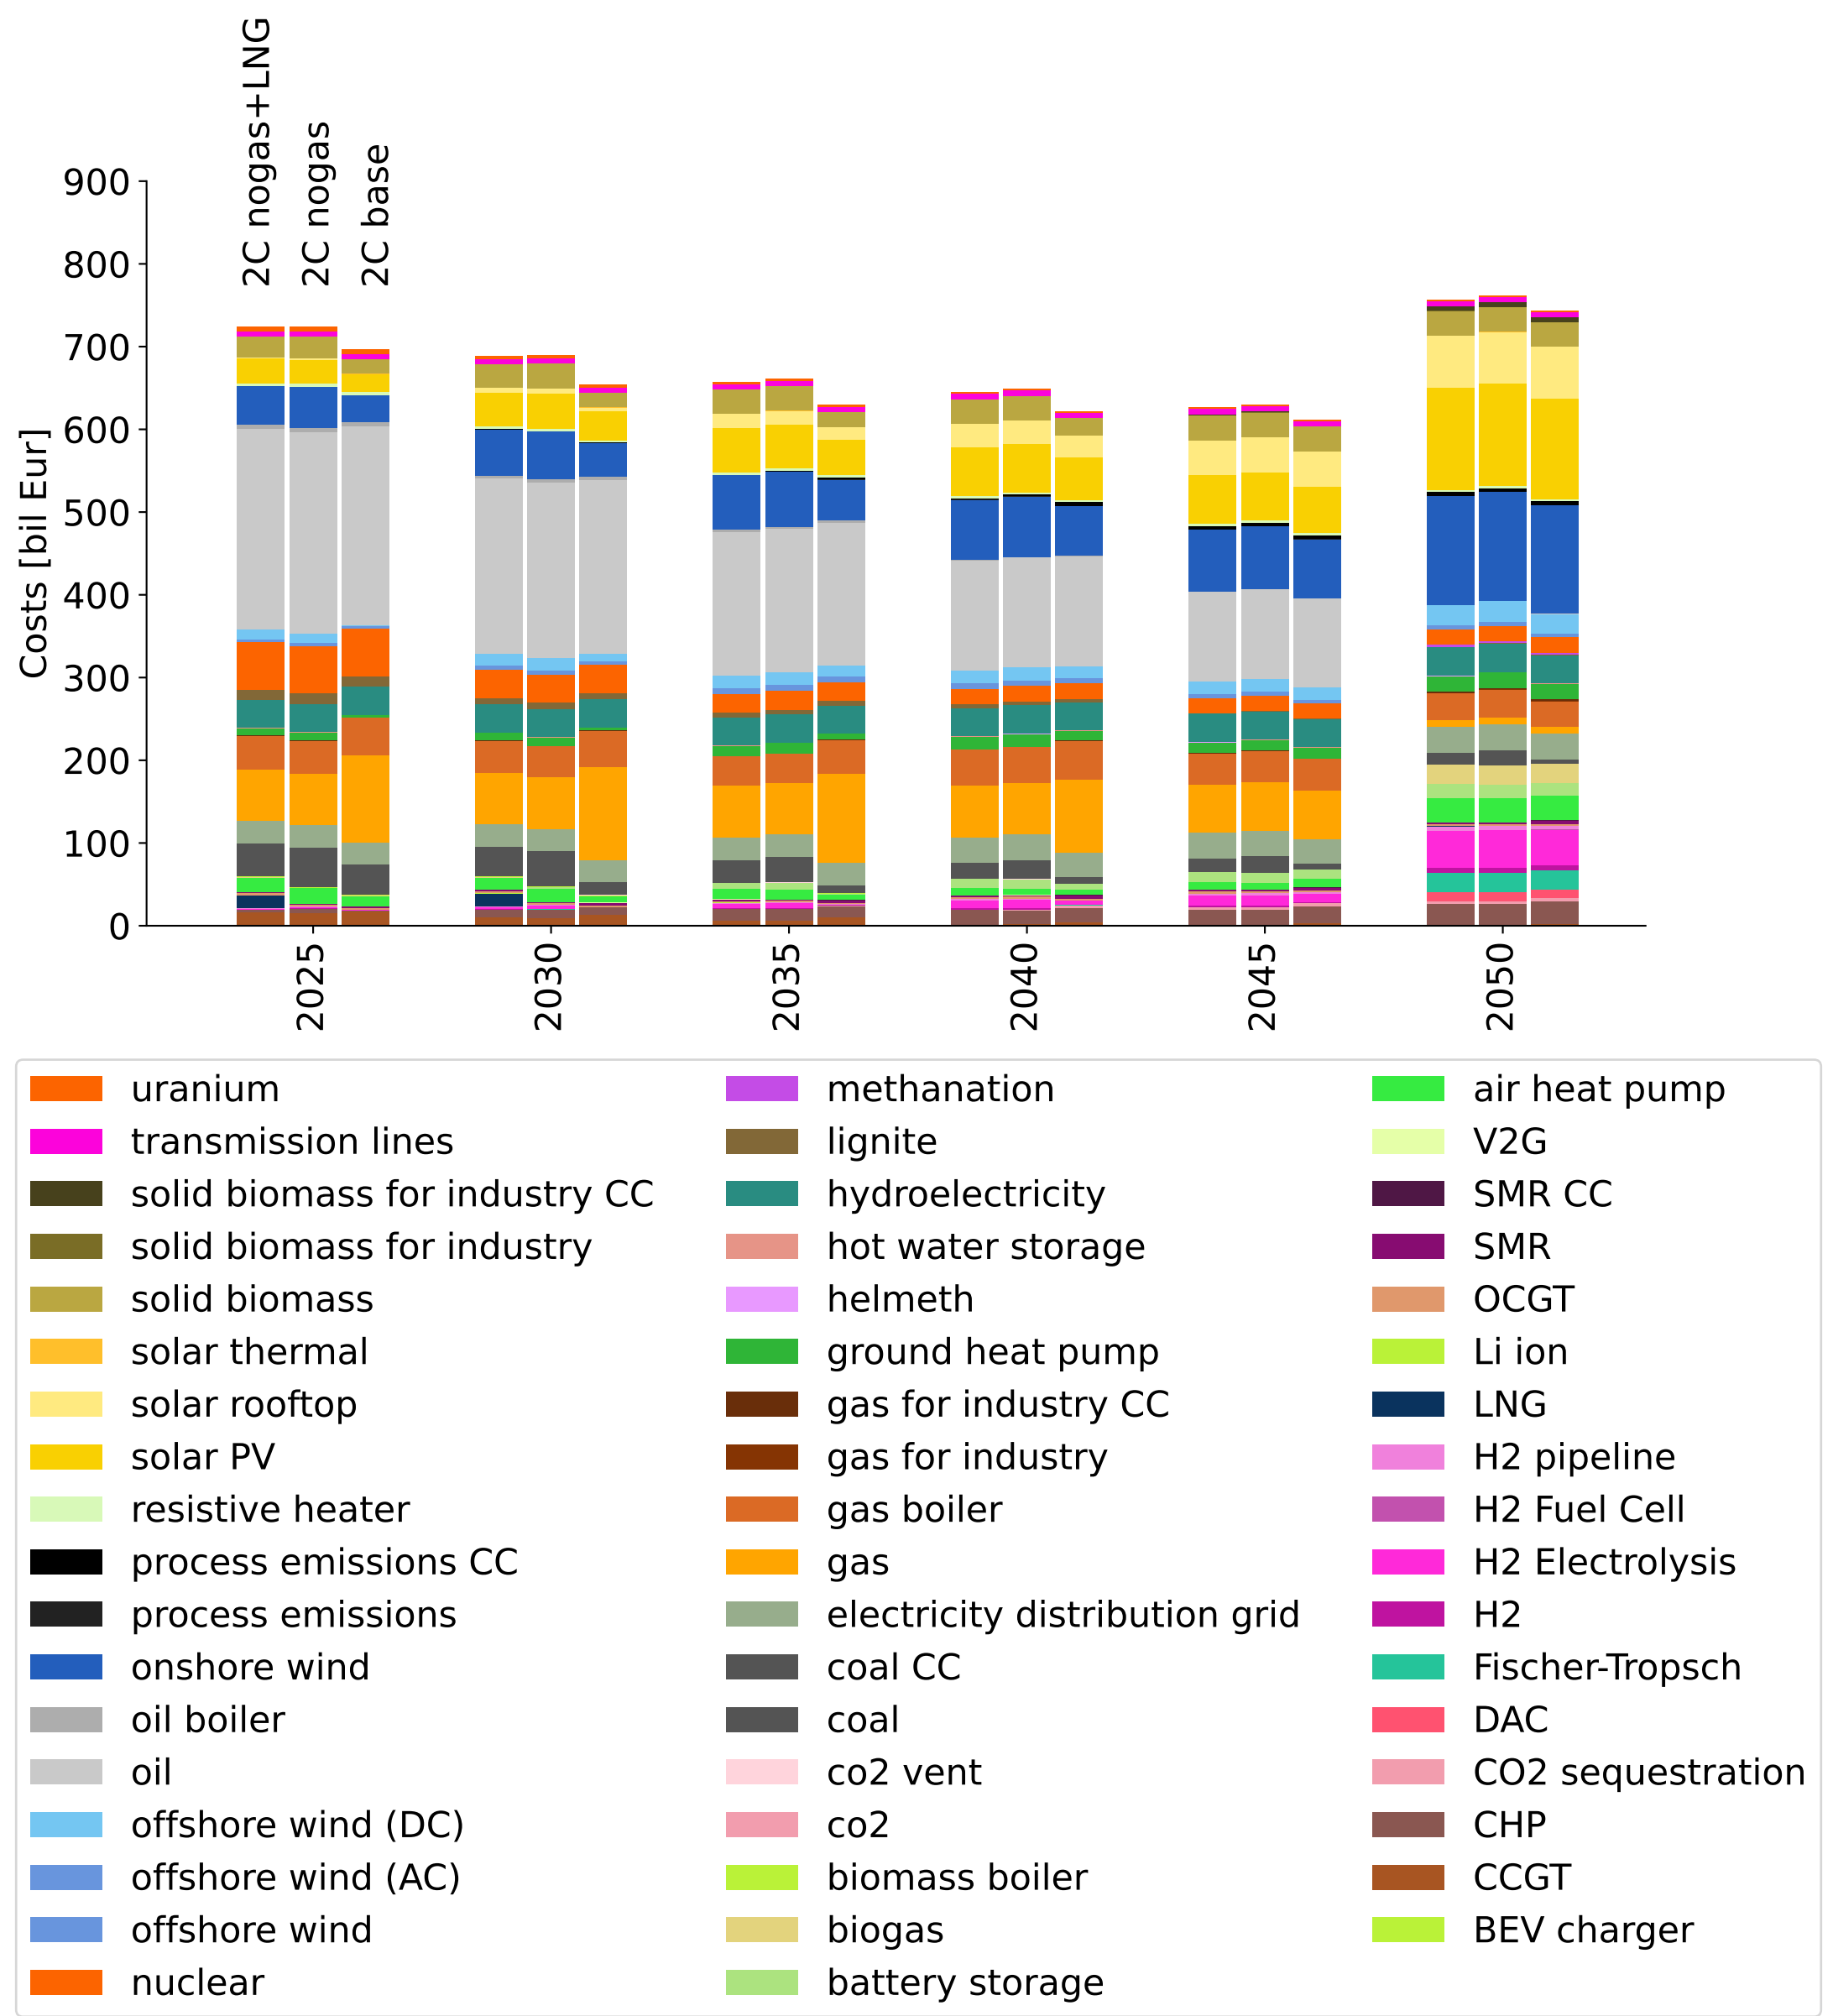 2C nogas+LNG
2C nogas
2C base
Costs [bil Eur]
900
800
700
600
500
400
300
200
100
0
2025
2030
2035
2040
2045
2050
uranium
transmission lines
solid biomass for industry CC
solid biomass for industry
solid biomass
solar thermal
solar rooftop
solar PV
resistive heater
process emissions CC
process emissions
onshore wind
oil boiler
oil
offshore wind (DC)
offshore wind (AC)
offshore wind
nuclear
methanation
lignite
hydroelectricity
hot water storage
helmeth
ground heat pump
gas for industry CC
gas for industry
gas boiler
gas
electricity distribution grid
coal CC
coal
co2 vent
co2
biomass boiler
biogas
battery storage
air heat pump
V2G
SMR CC
SMR
OCGT
Li ion
LNG
H2 pipeline
H2 Fuel Cell
H2 Electrolysis
H2
Fischer-Tropsch
DAC
CO2 sequestration
CHP
CCGT
BEV charger